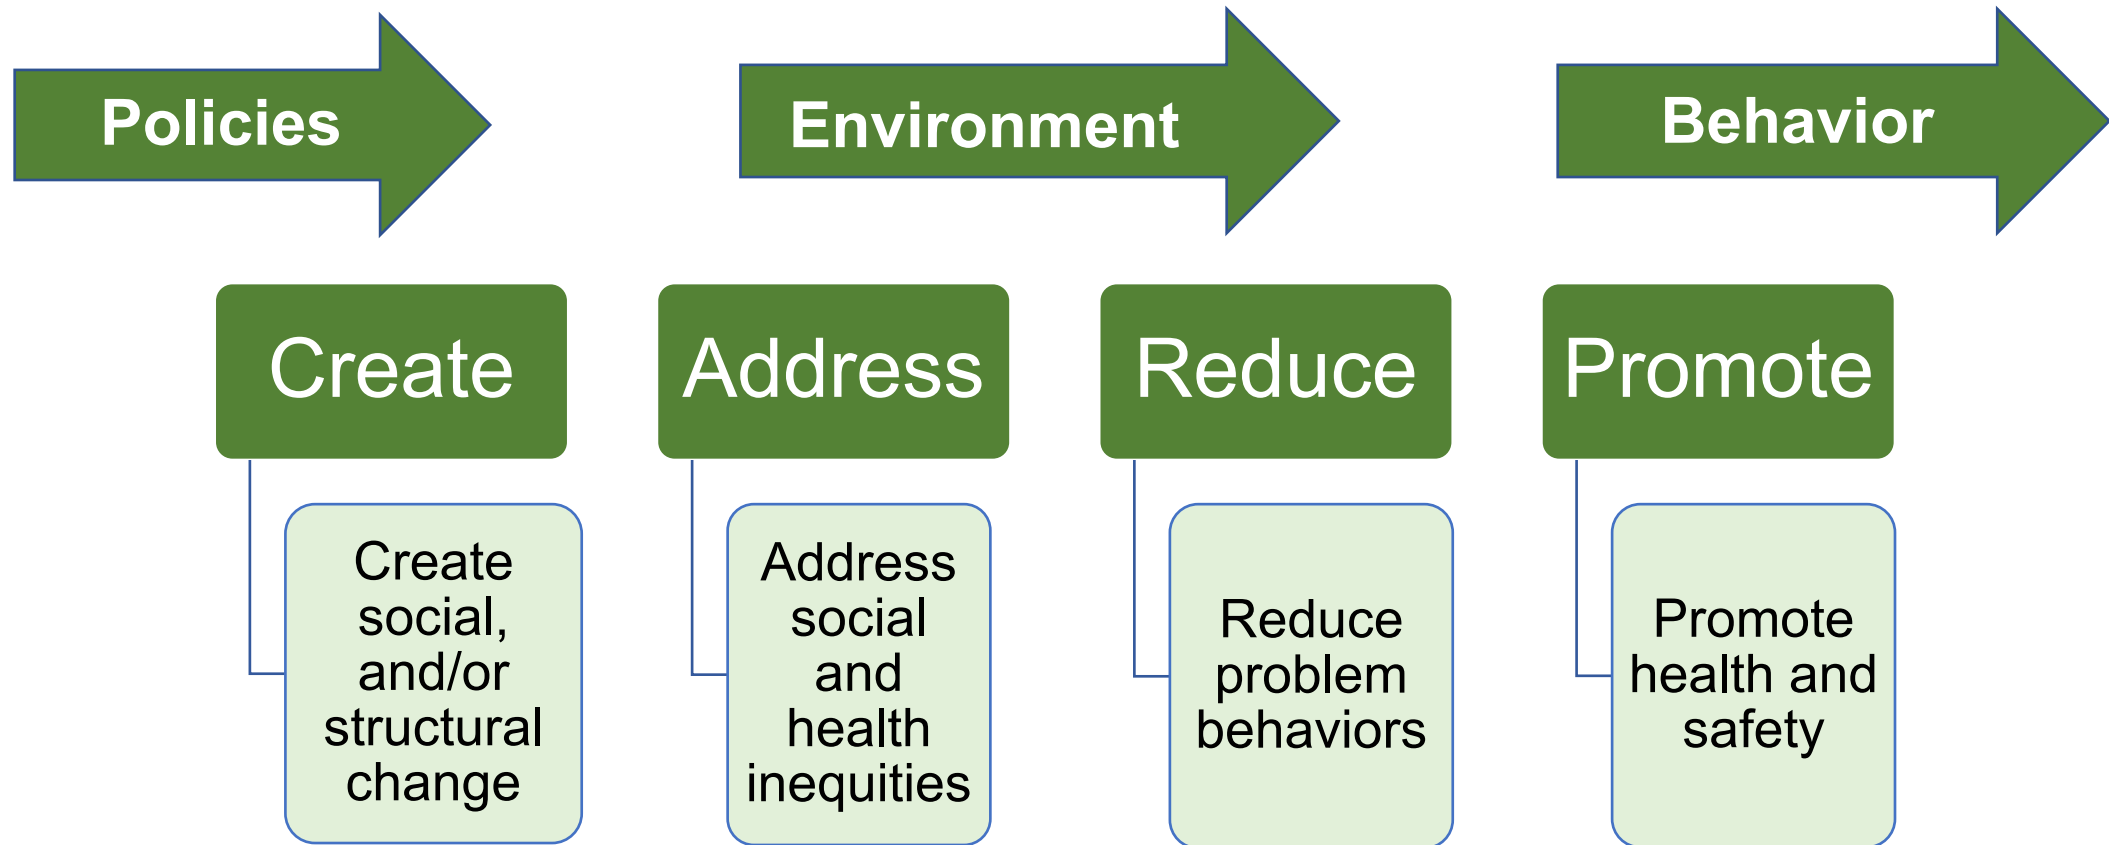 Policies
Environment
Behavior
Create
Address
Reduce
Promote
Create
social,
and/or
structural
change
Address
social
and
health
inequities
Reduce
problem
behaviors
Promote
health and
safety